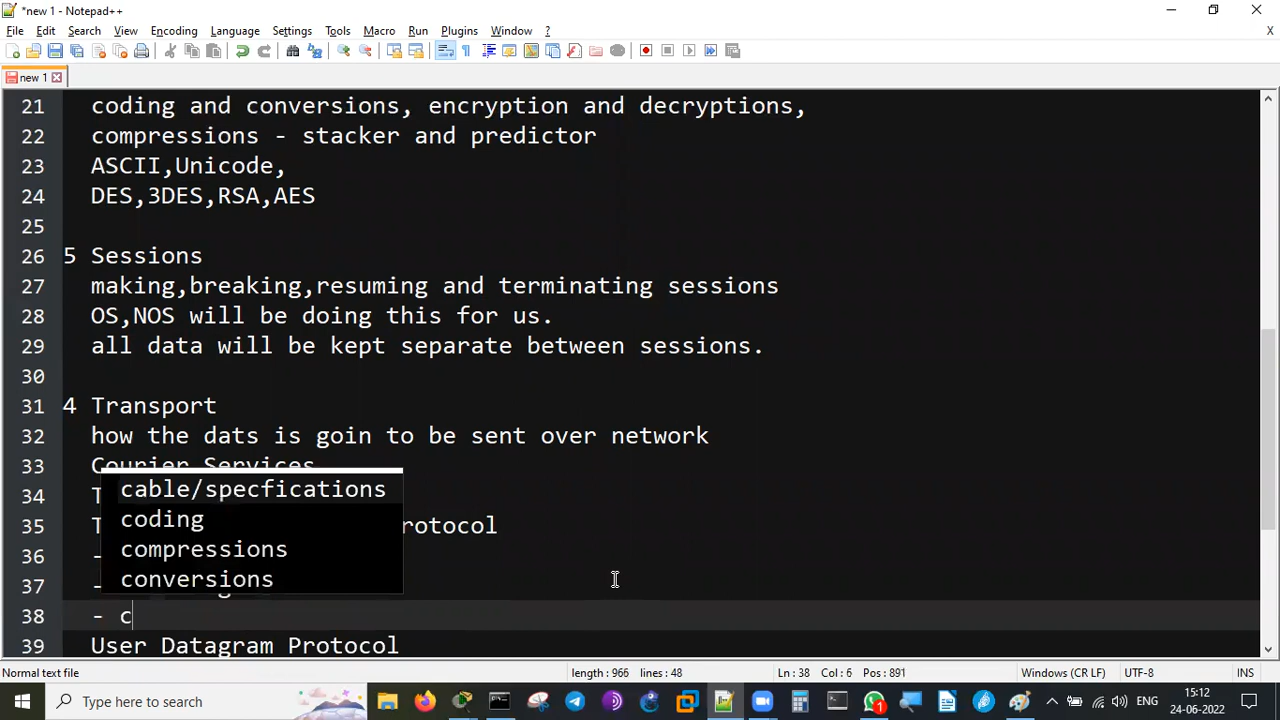 *new 1 - Notepad++
File Edit Search View Encoding Language Settings Tools Macro Run Plugins Window ? X
new 1
21 coding and conversions, encryption and decryptions,
22 compressions - stacker and predictor
23 ASCII,Unicode,
24 DES,3DES,RSA,AES
25
26 5 Sessions
27 making,breaking,resuming and terminating sessions
28 OS,NOS will be doing this for us.
29 all data will be kept separate between sessions.
30
31 4 Transport
32 how the dats is goin to be sent over network
33 Courier Services
34 T
35 T rotocol
36 -
37 -
38 - c
39 User Datagram Protocol
cable/specfications
coding
compressions
conversions
Normal text file length : 966 lines : 48 Ln : 38 Col : 6 Pos : 891 Windows (CR LF) UTF-8 INS
Type here to search 1 ENG 15:12
24-06-2022